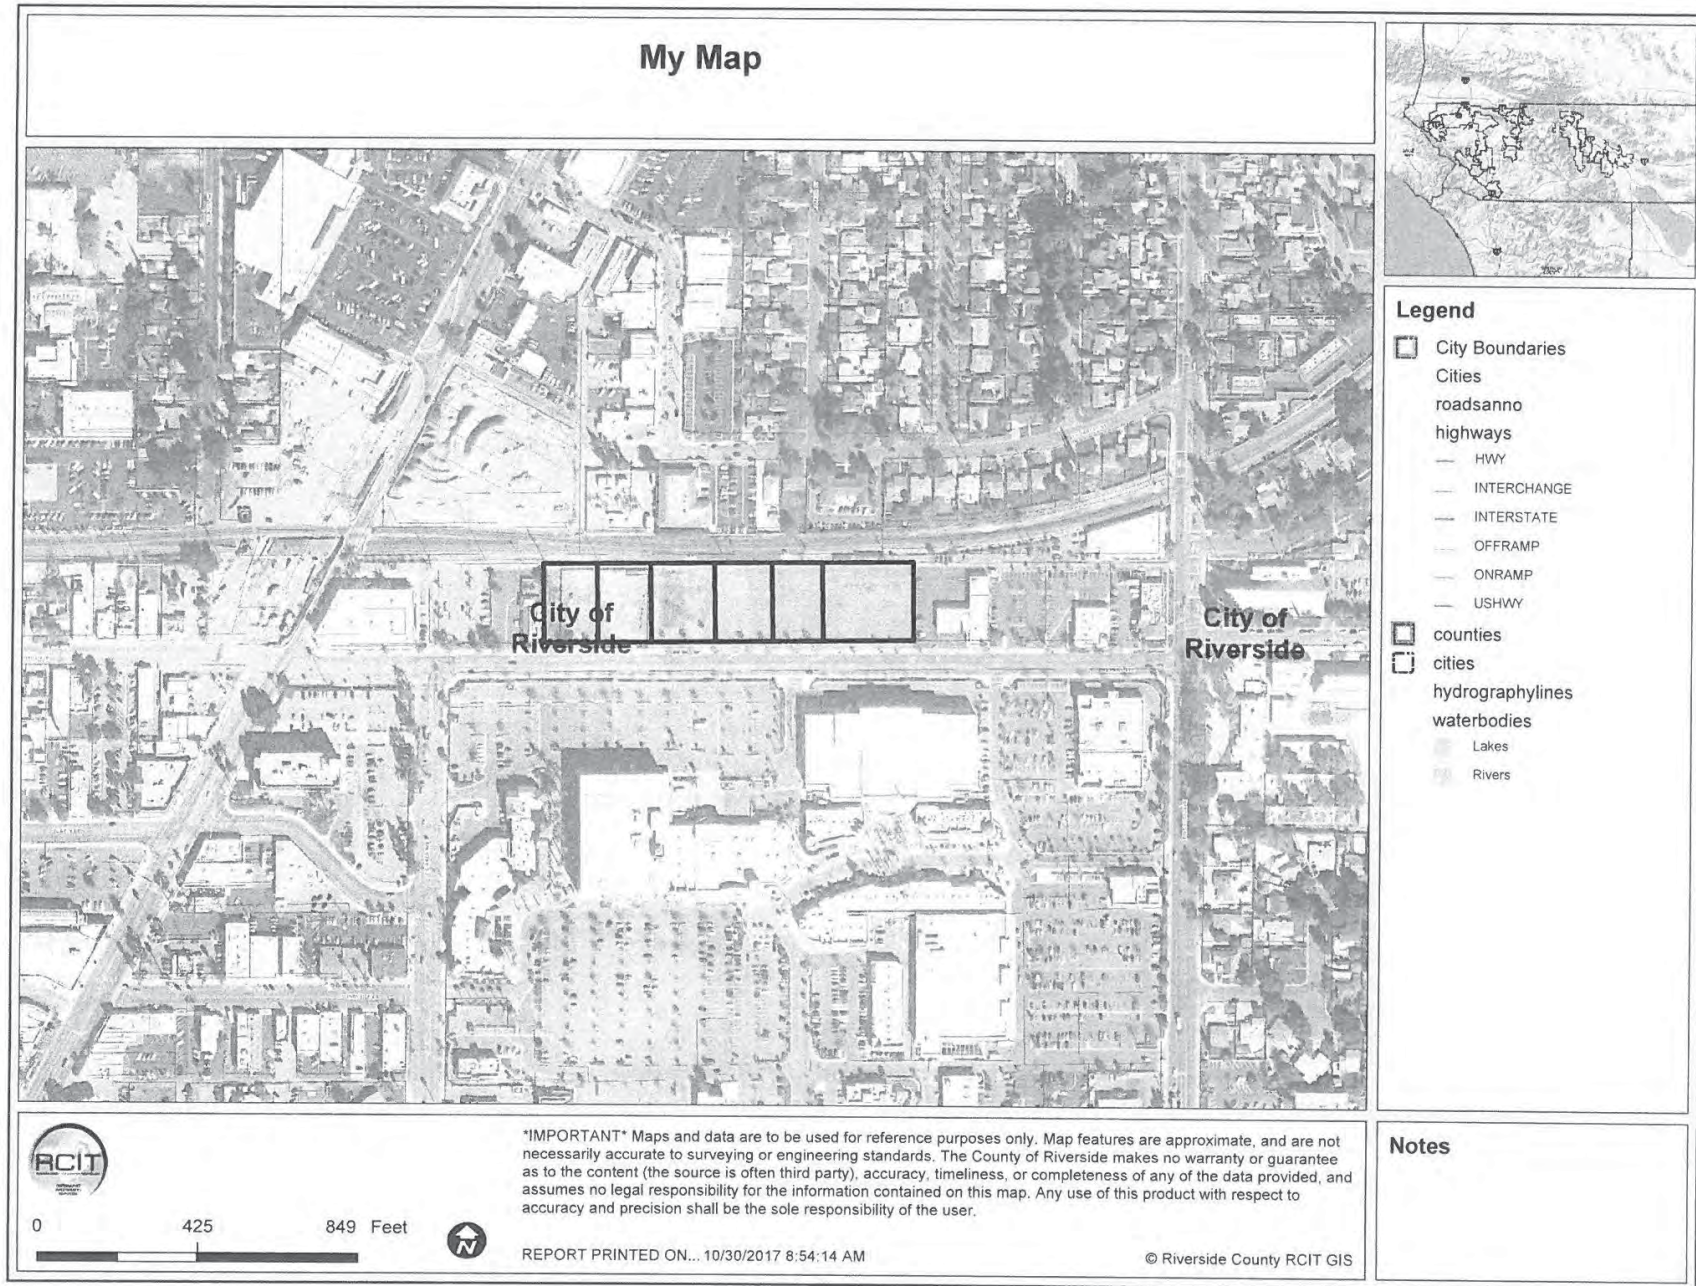 My Map
City of
Riverside
City of
Riverside
Legend
City Boundaries
Cities
roadsanno
highways
HWY
INTERCHANGE
INTERSTATE
OFFRAMP
ONRAMP
USHWY
counties
cities
hydrographylines
waterbodies
Lakes
Rivers
RCIT
0 425 849 Feet
N
*IMPORTANT* Maps and data are to be used for reference purposes only. Map features are approximate, and are not
necessarily accurate to surveying or engineering standards. The County of Riverside makes no warranty or guarantee
as to the content (the source is often third party), accuracy, timeliness, or completeness of any of the data provided, and
assumes no legal responsibility for the information contained on this map. Any use of this product with respect to
accuracy and precision shall be the sole responsibility of the user.
REPORT PRINTED ON... 10/30/2017 8:54:14 AM
© Riverside County RCIT GIS
Notes